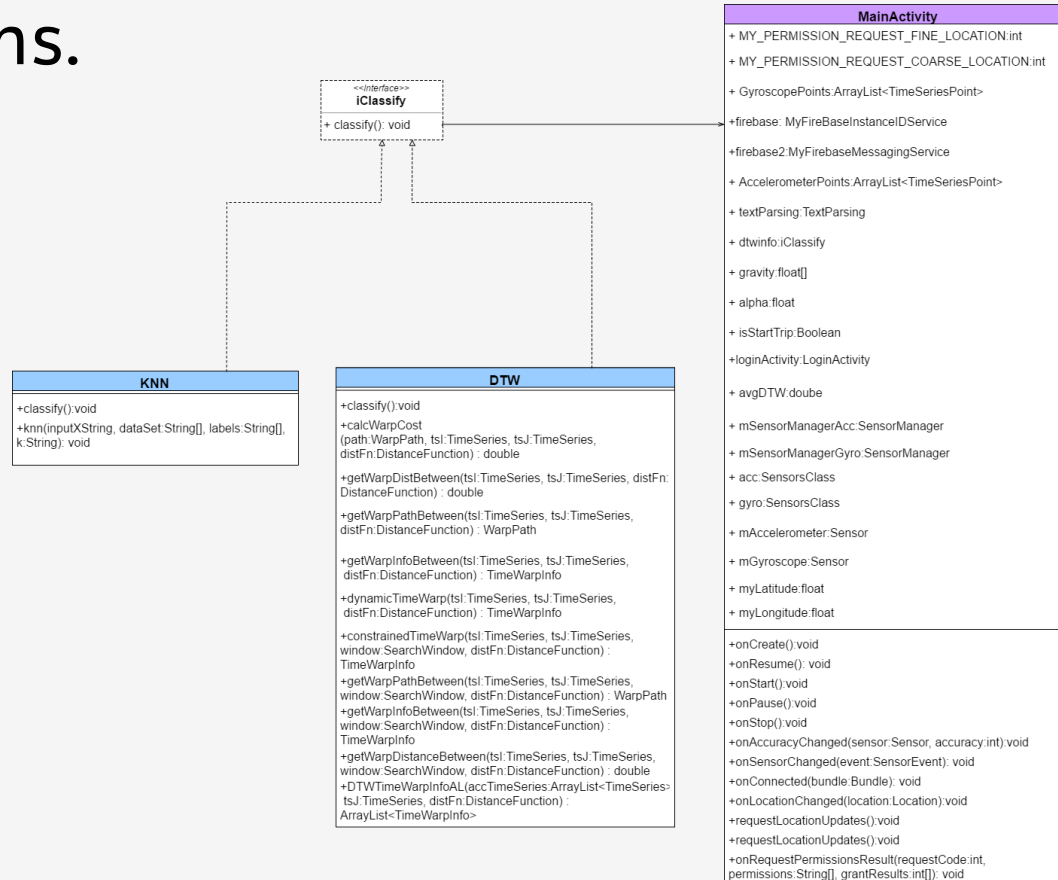 ns.
<<Interface>>
iClassify
+ classify(): void
KNN
+classify():void
+knn(inputXString, dataSet:String[], labels:String[],
k:String): void
DTW
+classify():void
+calcWarpCost
(path:WarpPath, tsI:TimeSeries, tsJ:TimeSeries,
distFn:DistanceFunction) : double
+getWarpDistBetween(tsI:TimeSeries, tsJ:TimeSeries, distFn:
DistanceFunction) : double
+getWarpPathBetween(tsI:TimeSeries, tsJ:TimeSeries,
distFn:DistanceFunction) : WarpPath
+getWarpInfoBetween(tsI:TimeSeries, tsJ:TimeSeries,
distFn:DistanceFunction) : TimeWarpInfo
+dynamicTimeWarp(tsI:TimeSeries, tsJ:TimeSeries,
distFn:DistanceFunction) : TimeWarpInfo
+constrainedTimeWarp(tsI:TimeSeries, tsJ:TimeSeries,
window:SearchWindow, distFn:DistanceFunction) :
TimeWarpInfo
+getWarpPathBetween(tsI:TimeSeries, tsJ:TimeSeries,
window:SearchWindow, distFn:DistanceFunction) : WarpPath
+getWarpInfoBetween(tsI:TimeSeries, tsJ:TimeSeries,
window:SearchWindow, distFn:DistanceFunction) :
TimeWarpInfo
+getWarpDistanceBetween(tsI:TimeSeries, tsJ:TimeSeries,
window:SearchWindow, distFn:DistanceFunction) : double
+DTWTimeWarpInfoAL(accTimeSeries:ArrayList<TimeSeries>
tsJ:TimeSeries, distFn:DistanceFunction) :
ArrayList<TimeWarpInfo>
MainActivity
+ MY_PERMISSION_REQUEST_FINE_LOCATION:int
+ MY_PERMISSION_REQUEST_COARSE_LOCATION:int
+ GyroscopePoints:ArrayList<TimeSeriesPoint>
+firebase: MyFireBaseInstanceIDService
+firebase2:MyFirebaseMessagingService
+ AccelerometerPoints:ArrayList<TimeSeriesPoint>
+ textParsing:TextParsing
+ dtwinfo:iClassify
+ gravity:float[]
+ alpha:float
+ isStartTrip:Boolean
+loginActivity:LoginActivity
+ avgDTW:doube
+ mSensorManagerAcc:SensorManager
+ mSensorManagerGyro:SensorManager
+ acc:SensorsClass
+ gyro:SensorsClass
+ mAccelerometer:Sensor
+ mGyroscope:Sensor
+ myLatitude:float
+ myLongitude:float
+onCreate():void
+onResume(): void
+onStart():void
+onPause():void
+onStop():void
+onAccuracyChanged(sensor:Sensor, accuracy:int):void
+onSensorChanged(event:SensorEvent): void
+onConnected(bundle:Bundle): void
+onLocationChanged(location:Location):void
+requestLocationUpdates():void
+requestLocationUpdates():void
+onRequestPermissionsResult(requestCode:int,
permissions:String[], grantResults:int[]): void